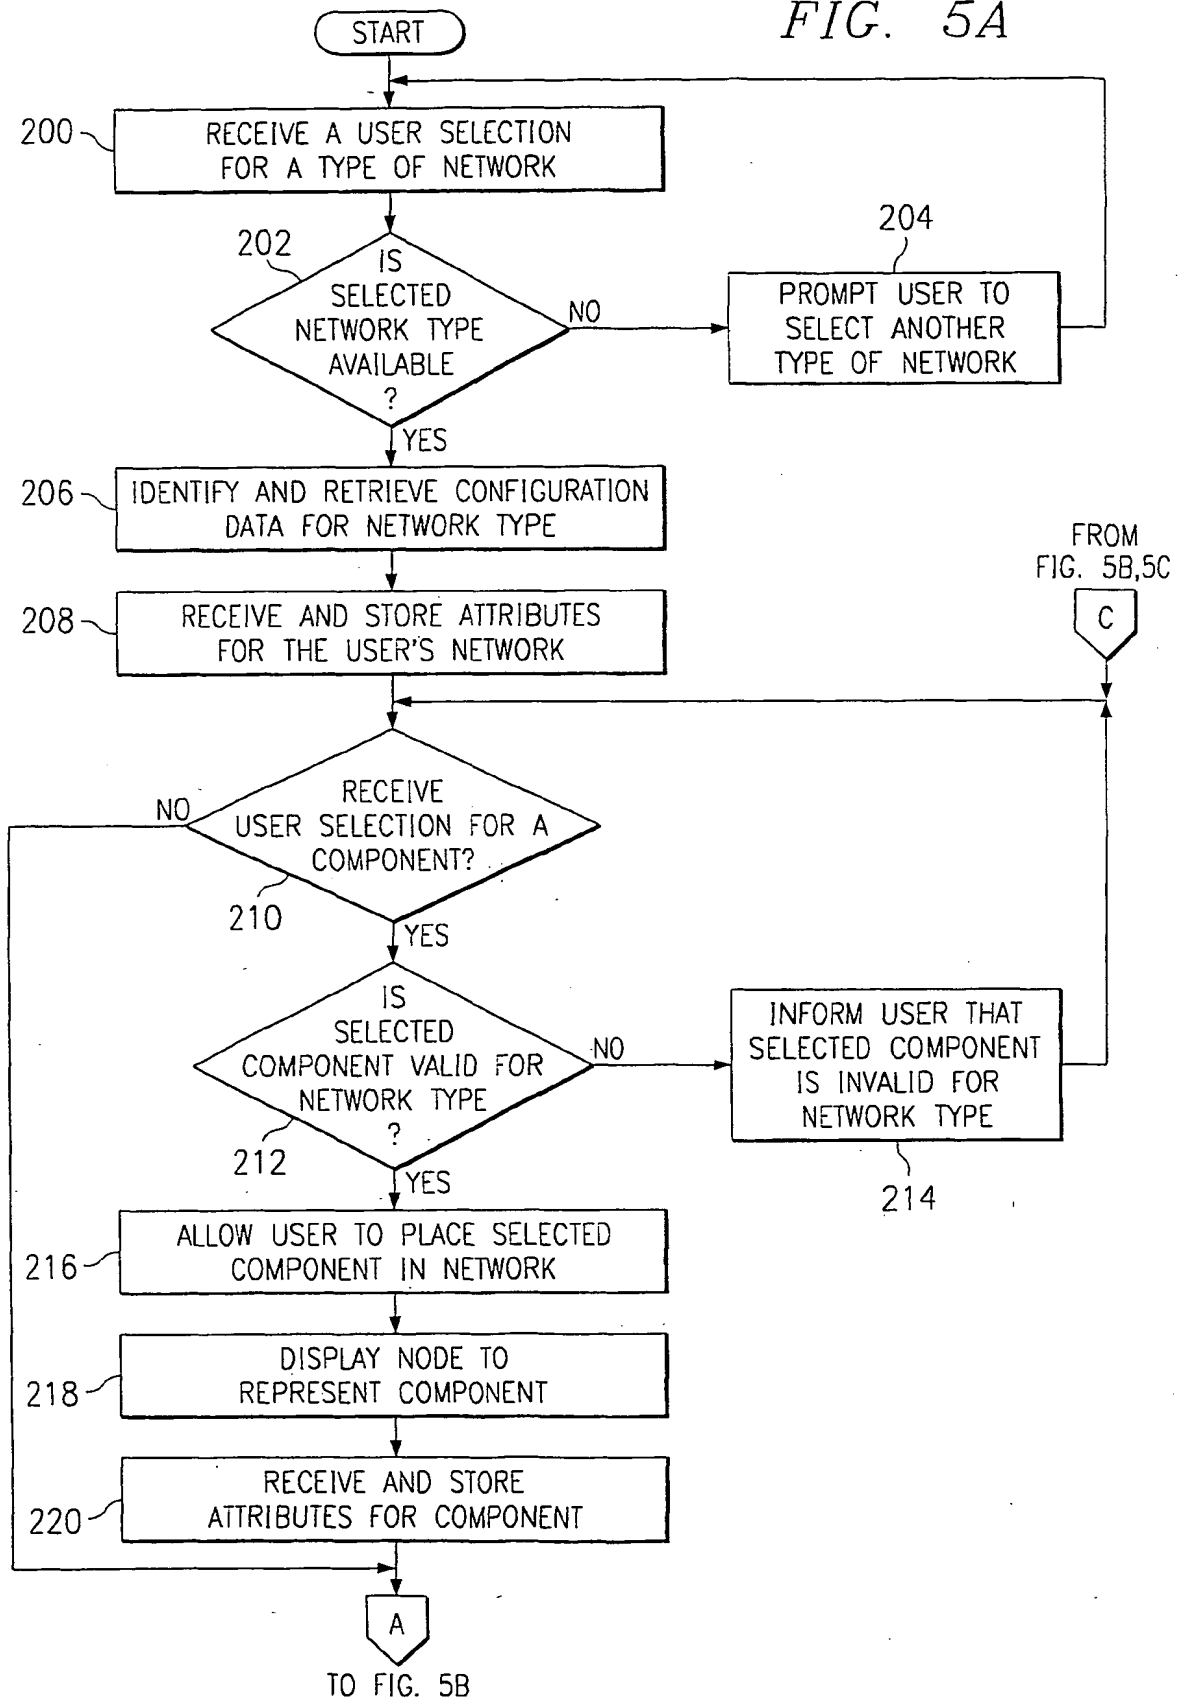 FIG. 5A
START
200
RECEIVE A USER SELECTION
FOR A TYPE OF NETWORK
202
IS
SELECTED
NETWORK TYPE
AVAILABLE
?
NO
204
PROMPT USER TO
SELECT ANOTHER
TYPE OF NETWORK
YES
206
IDENTIFY AND RETRIEVE CONFIGURATION
DATA FOR NETWORK TYPE
208
RECEIVE AND STORE ATTRIBUTES
FOR THE USER'S NETWORK
FROM
FIG. 5B,5C
C
NO
RECEIVE
USER SELECTION FOR A
COMPONENT?
210
YES
IS
SELECTED
COMPONENT VALID FOR
NETWORK TYPE
?
212
NO
INFORM USER THAT
SELECTED COMPONENT
IS INVALID FOR
NETWORK TYPE
214
YES
216
ALLOW USER TO PLACE SELECTED
COMPONENT IN NETWORK
218
DISPLAY NODE TO
REPRESENT COMPONENT
220
RECEIVE AND STORE
ATTRIBUTES FOR COMPONENT
A
TO FIG. 5B